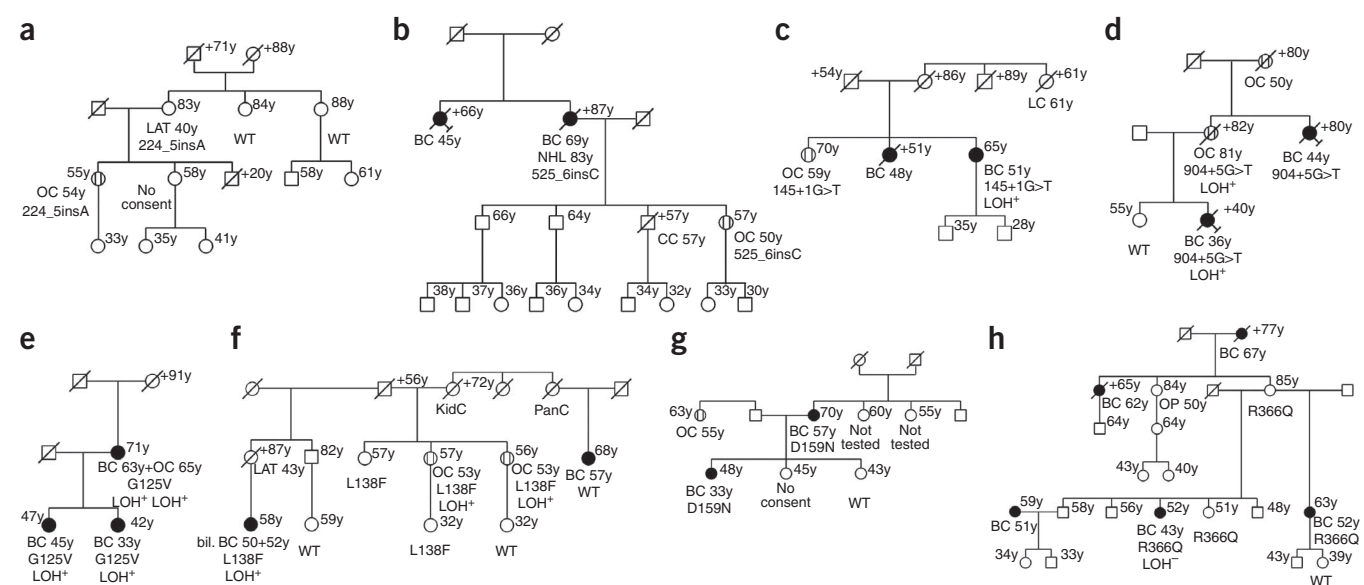 a
+71y +88y
83y 84y 88y
LAT 40y WT WT
224_5insA
55y 58y +20y 58y 61y
OC 54y No
224_5insA consent
33y 35y 41y
b
+66y +87y
BC 45y BC 69y
NHL 83y
525_6insC
66y 64y +57y 57y
CC 57y OC 50y
525_6insC
38y 37y 36y 36y 34y 34y 32y 33y 30y
c
+54y +86y +89y +61y
LC 61y
70y +51y 65y
OC 59y BC 48y BC 51y
145+1G>T 145+1G>T
LOH+
35y 28y
d
+80y
OC 50y
+82y +80y
OC 81y BC 44y
904+5G>T 904+5G>T
LOH+
55y +40y
WT BC 36y
904+5G>T
LOH+
e
+91y
71y
BC 63y+OC 65y
G125V
LOH+ LOH+
47y 42y
BC 45y BC 33y
G125V G125V
LOH+ LOH+
f
+56y +72y
KidC PanC
+87y 82y 57y 57y 56y 68y
LAT 43y L138F OC 53y OC 53y BC 57y
L138F L138F WT
LOH+ LOH+
58y 59y 32y 32y
bil. BC 50+52y WT L138F WT
L138F
LOH+
g
63y 70y 60y 55y
OC 55y BC 57y Not Not
D159N tested tested
48y 45y 43y
BC 33y No WT
D159N consent
h
+77y
BC 67y
+65y 84y 85y
BC 62y OP 50y R366Q
64y 64y
43y 40y
59y 58y 56y 52y 51y 48y 63y
BC 51y BC 43y R366Q BC 52y
R366Q R366Q
LOH−
34y 33y 43y 39y
WT